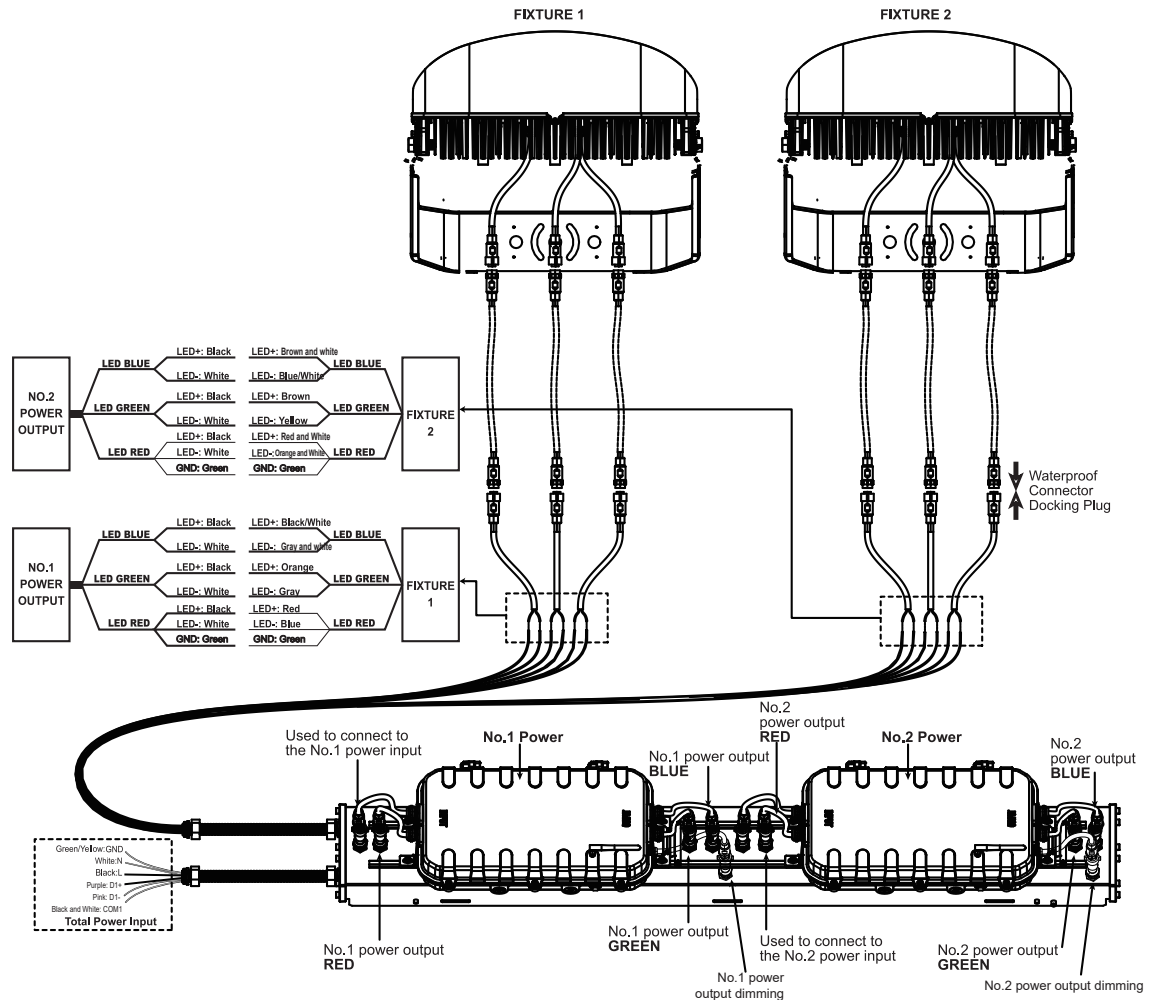 FIXTURE 1
FIXTURE 2
NO.2
POWER
OUTPUT
LED BLUE
LED+: Black
LED-: White
LED GREEN
LED+: Black
LED-: White
LED RED
LED+: Black
LED-: White
GND: Green
LED+: Brown and white
LED-: Blue/White
LED BLUE
LED+: Brown
LED-: Yellow
LED GREEN
LED+: Red and White
LED-: Orange and White
GND: Green
LED RED
FIXTURE
2
Waterproof
Connector
Docking Plug
NO.1
POWER
OUTPUT
LED BLUE
LED+: Black
LED-: White
LED GREEN
LED+: Black
LED-: White
LED RED
LED+: Black
LED-: White
GND: Green
LED+: Black/White
LED-: Gray and white
LED BLUE
LED+: Orange
LED-: Gray
LED GREEN
LED+: Red
LED-: Blue
GND: Green
LED RED
FIXTURE
1
Used to connect to
the No.1 power input
No.1 Power
No.1 power output
BLUE
No.2
power output
RED
No.2 Power
No.2
power output
BLUE
Green/Yellow:GND
White:N
Black:L
Purple: D1+
Pink: D1-
Black and White: COM1
Total Power Input
No.1 power output
RED
No.1 power output
GREEN
No.1 power
output dimming
Used to connect to
the No.2 power input
No.2 power output
GREEN
No.2 power output dimming